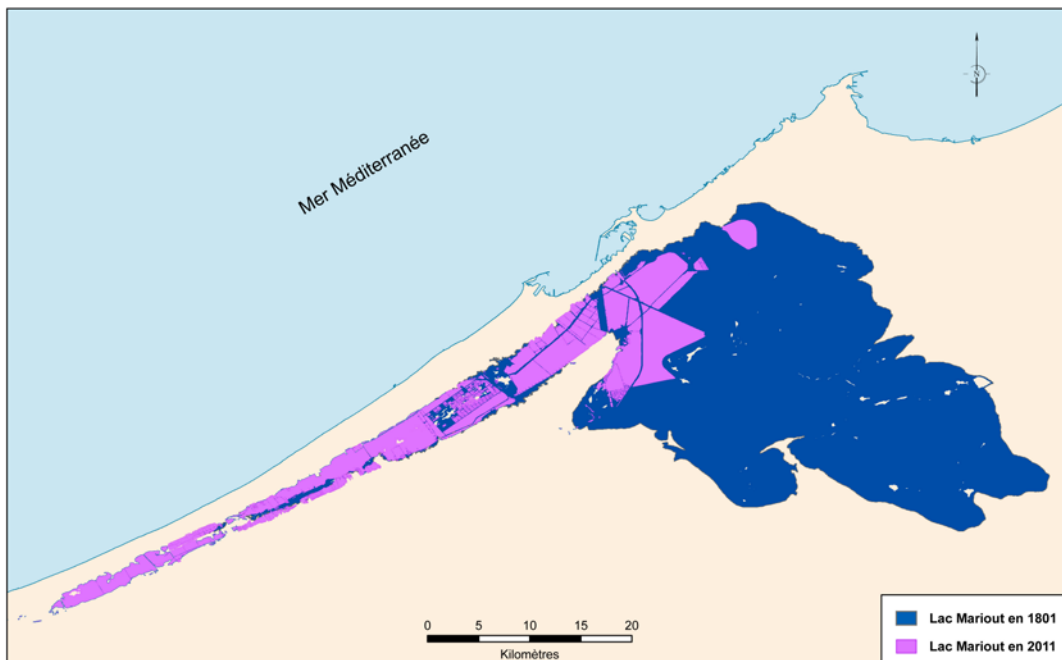 N
Mer Méditerranée
0 5 10 15 20
Kilomètres
Lac Mariout en 1801
Lac Mariout en 2011